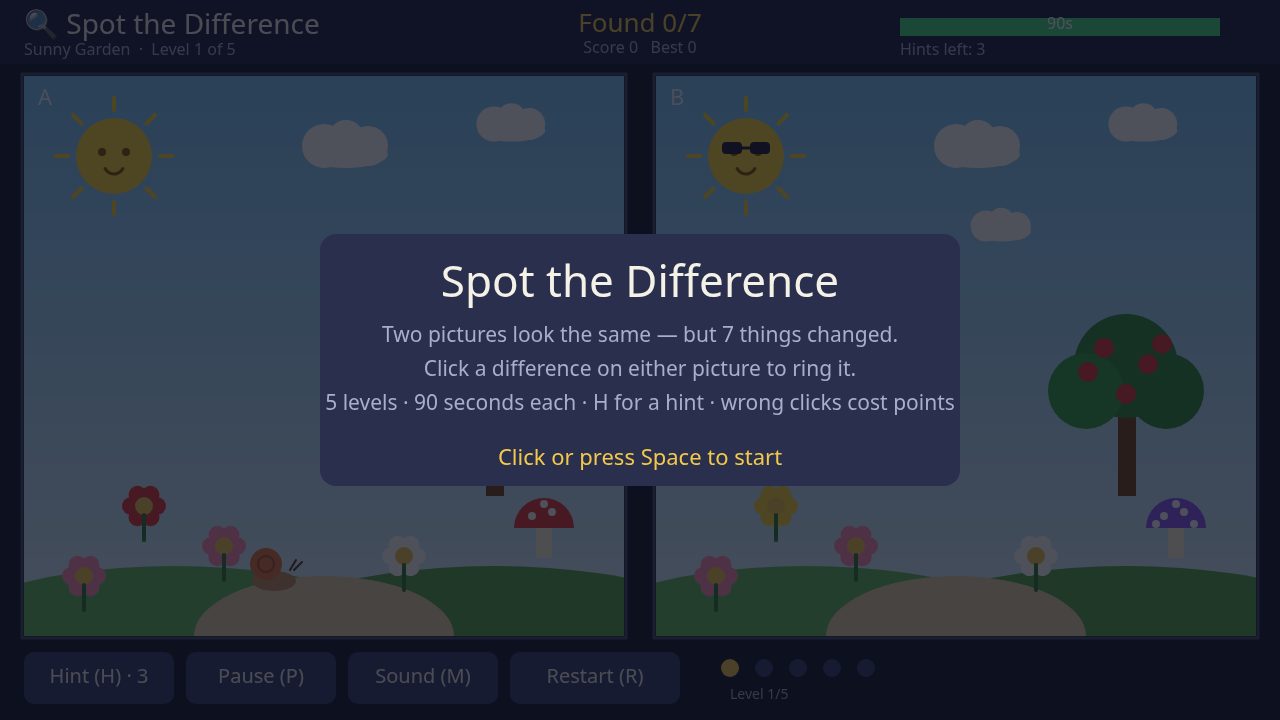 🔍 Spot the Difference
Sunny Garden · Level 1 of 5
Found 0/7
Score 0 Best 0
90s
Hints left: 3
A
B
Spot the Difference
Two pictures look the same — but 7 things changed.
Click a difference on either picture to ring it.
5 levels · 90 seconds each · H for a hint · wrong clicks cost points
Click or press Space to start
Hint (H) · 3
Pause (P)
Sound (M)
Restart (R)
Level 1/5